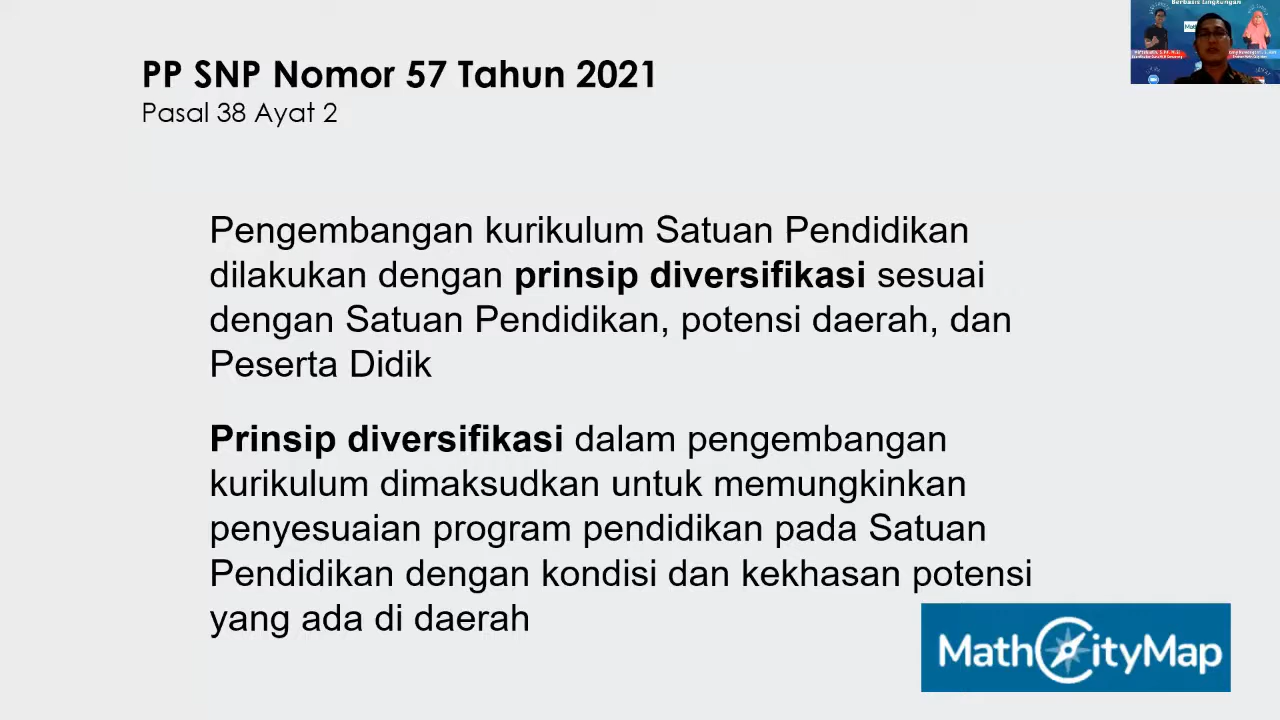 PP SNP Nomor 57 Tahun 2021
Pasal 38 Ayat 2
Pengembangan kurikulum Satuan Pendidikan
dilakukan dengan prinsip diversifikasi sesuai
dengan Satuan Pendidikan, potensi daerah, dan
Peserta Didik
Prinsip diversifikasi dalam pengembangan
kurikulum dimaksudkan untuk memungkinkan
penyesuaian program pendidikan pada Satuan
Pendidikan dengan kondisi dan kekhasan potensi
yang ada di daerah
MathCityMap
Berbasis Lingkungan